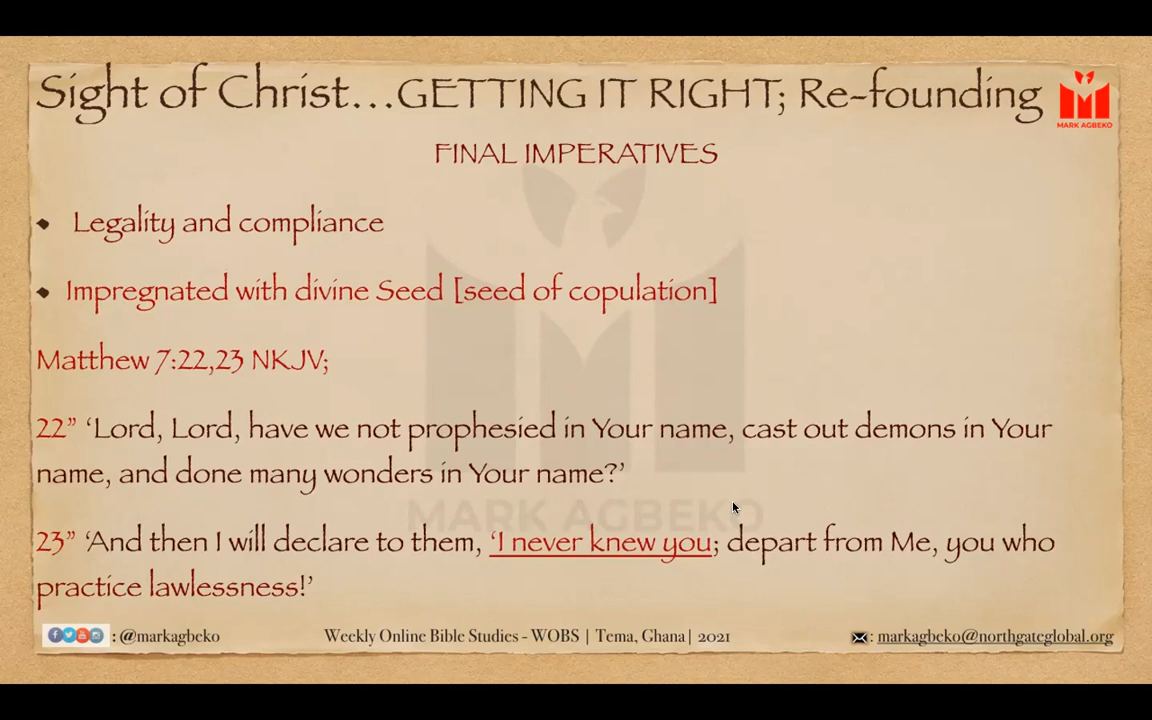 Sight of Christ...GETTING IT RIGHT; Re-founding
MARK AGBEKO
FINAL IMPERATIVES
• Legality and compliance
• Impregnated with divine Seed [seed of copulation]
Matthew 7:22,23 NKJV;
22” ‘Lord, Lord, have we not prophesied in Your name, cast out demons in Your
name, and done many wonders in Your name?’
MARK AGBEKO
23” ‘And then I will declare to them, ‘I never knew you; depart from Me, you who
practice lawlessness!’
: @markagbeko
Weekly Online Bible Studies - WOBS | Tema, Ghana | 2021
: markagbeko@northgateglobal.org